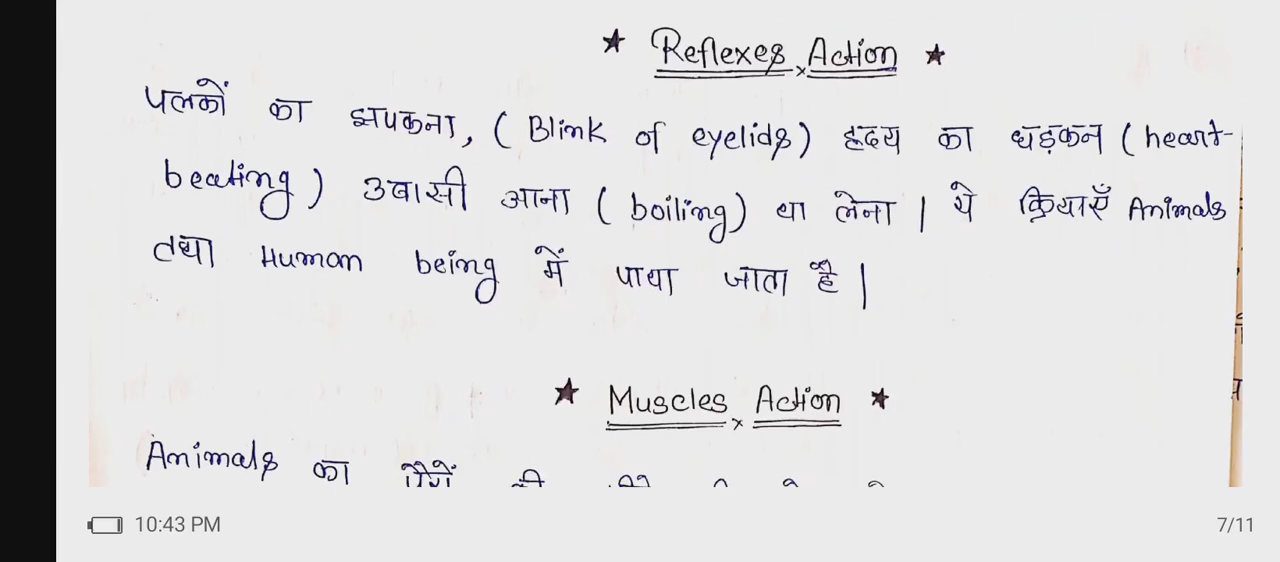 ★ Reflexes × Action ★
पलकों का झपकना, (Blink of eyelids) हृदय का धड़कन (heart-
beating) उबासी आना (boiling) या लेना | ये क्रियाएँ Animals
तथा Human being में पाया जाता है |
★ Muscles × Action ★
Animals का पैरों
10:43 PM
7/11